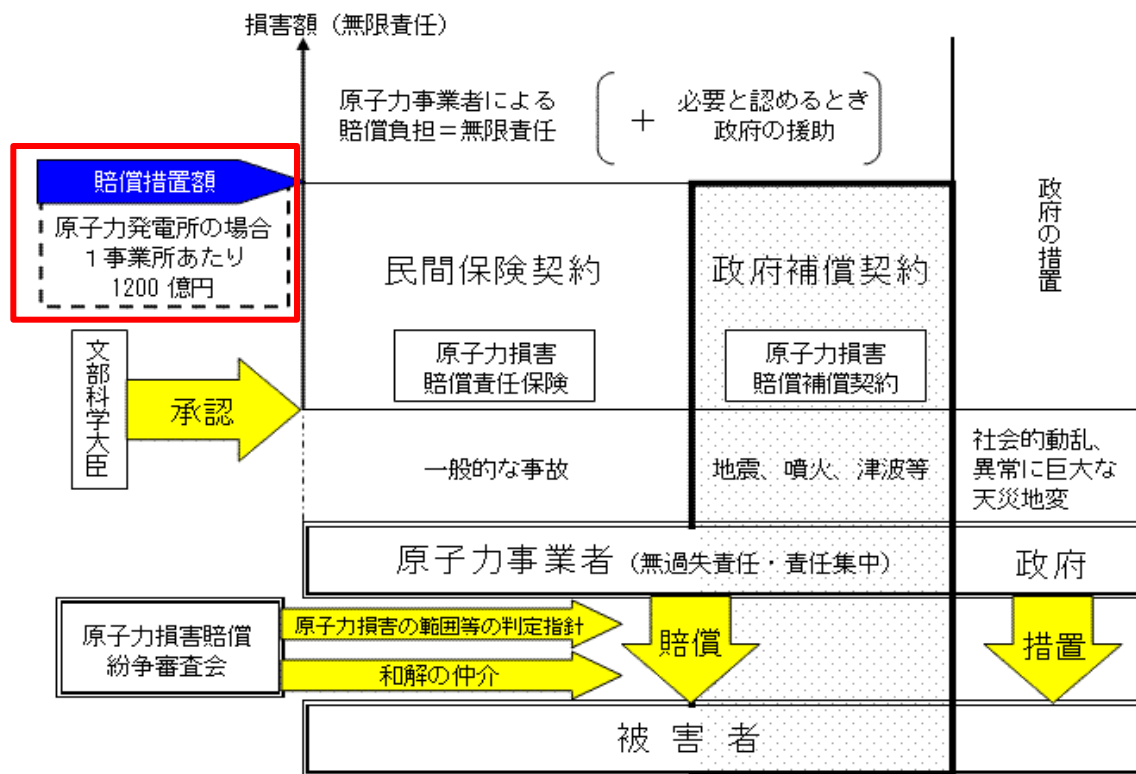 損害額（無限責任）
原子力事業者による
賠償負担＝無限責任
＋
必要と認めるとき
政府の援助
賠償措置額
原子力発電所の場合
１事業所あたり
1200 億円
民間保険契約
政府補償契約
政府の措置
原子力損害
賠償責任保険
原子力損害
賠償補償契約
文部科学大臣
承認
一般的な事故
地震、噴火、津波等
社会的動乱、
異常に巨大な
天災地変
原子力事業者（無過失責任・責任集中）
政府
原子力損害賠償
紛争審査会
原子力損害の範囲等の判定指針
和解の仲介
賠償
措置
被害者